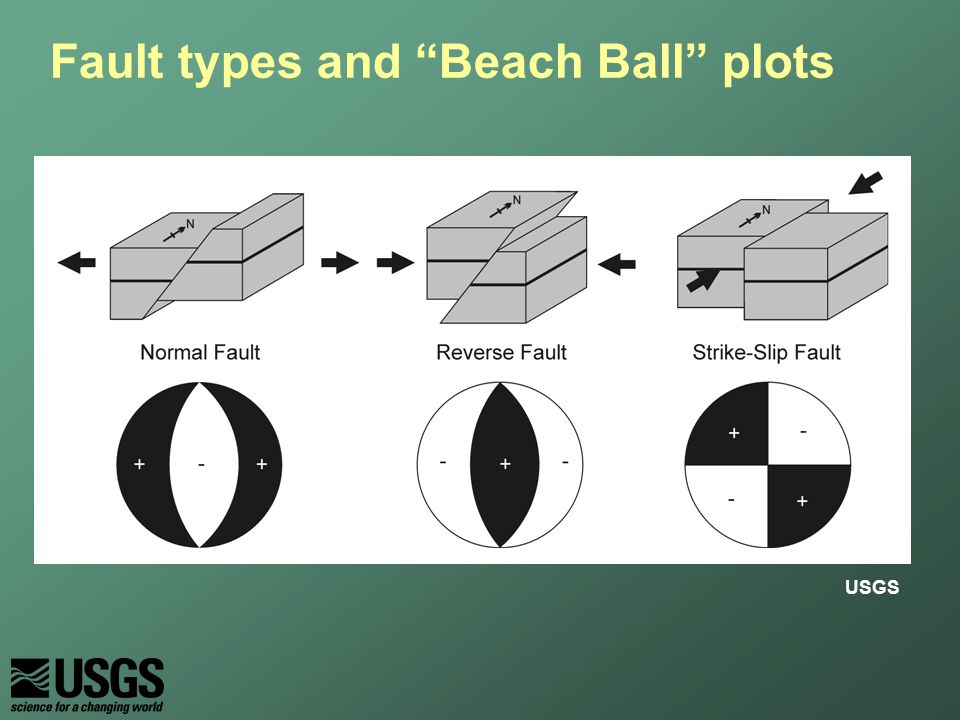 Fault types and “Beach Ball” plots
N
N
N
Normal Fault
Reverse Fault
Strike-Slip Fault
+ - +
- + -
+ -
- +
USGS
USGS
science for a changing world